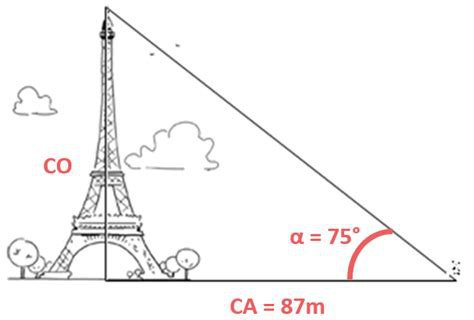 CO
α = 75°
CA = 87m